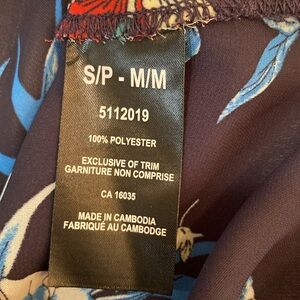 S/P - M/M
5112019
100% POLYESTER
EXCLUSIVE OF TRIM
GARNITURE NON COMPRISE
CA 16035
MADE IN CAMBODIA
FABRIQUÉ AU CAMBODGE